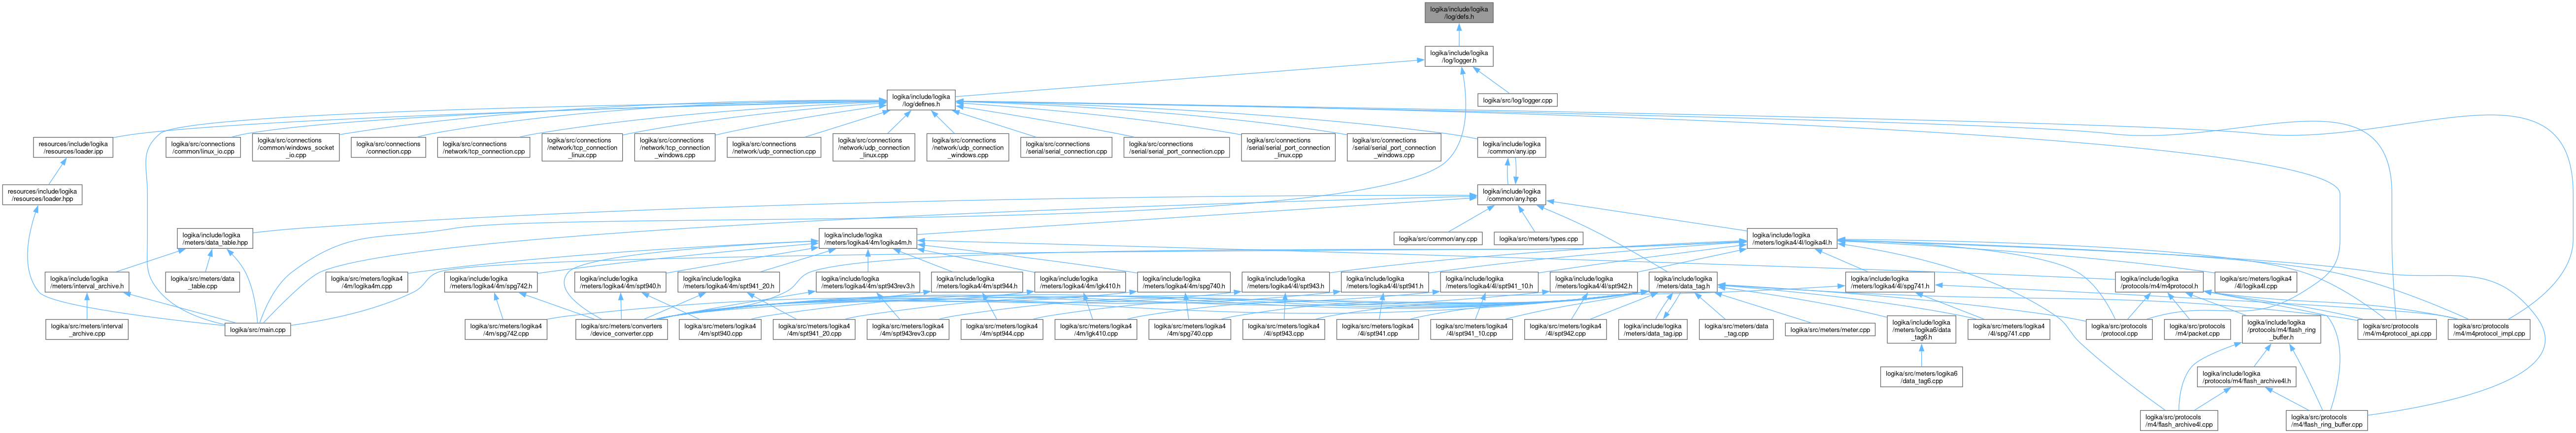 logika/include/logika
/log/defs.h
logika/include/logika
/log/logger.h
logika/include/logika
/log/defines.h
logika/src/log/logger.cpp
resources/include/logika
/resources/loader.ipp
logika/src/connections
/common/linux_io.cpp
logika/src/connections
/common/windows_socket
_io.cpp
logika/src/connections
/connection.cpp
logika/src/connections
/network/tcp_connection.cpp
logika/src/connections
/network/tcp_connection
_linux.cpp
logika/src/connections
/network/tcp_connection
_windows.cpp
logika/src/connections
/network/udp_connection.cpp
logika/src/connections
/network/udp_connection
_linux.cpp
logika/src/connections
/network/udp_connection
_windows.cpp
logika/src/connections
/serial/serial_connection.cpp
logika/src/connections
/serial/serial_port_connection.cpp
logika/src/connections
/serial/serial_port_connection
_linux.cpp
logika/src/connections
/serial/serial_port_connection
_windows.cpp
logika/include/logika
/common/any.ipp
resources/include/logika
/resources/loader.hpp
logika/include/logika
/common/any.hpp
logika/include/logika
/meters/data_table.hpp
logika/include/logika
/meters/logika4/4m/logika4m.h
logika/src/common/any.cpp
logika/src/meters/types.cpp
logika/include/logika
/meters/logika4/4l/logika4l.h
logika/include/logika
/meters/interval_archive.h
logika/src/meters/data
_table.cpp
logika/src/meters/logika4
/4m/logika4m.cpp
logika/include/logika
/meters/logika4/4m/spg742.h
logika/include/logika
/meters/logika4/4m/spt940.h
logika/include/logika
/meters/logika4/4m/spt941_20.h
logika/include/logika
/meters/logika4/4m/spt943rev3.h
logika/include/logika
/meters/logika4/4m/spt944.h
logika/include/logika
/meters/logika4/4m/lgk410.h
logika/include/logika
/meters/logika4/4m/spg740.h
logika/include/logika
/meters/logika4/4l/spt943.h
logika/include/logika
/meters/logika4/4l/spt941.h
logika/include/logika
/meters/logika4/4l/spt941_10.h
logika/include/logika
/meters/logika4/4l/spt942.h
logika/include/logika
/meters/data_tag.h
logika/include/logika
/meters/logika4/4l/spg741.h
logika/include/logika
/protocols/m4/m4protocol.h
logika/src/meters/logika4
/4l/logika4l.cpp
logika/src/meters/interval
_archive.cpp
logika/src/main.cpp
logika/src/meters/logika4
/4m/spg742.cpp
logika/src/meters/converters
/device_converter.cpp
logika/src/meters/logika4
/4m/spt940.cpp
logika/src/meters/logika4
/4m/spt941_20.cpp
logika/src/meters/logika4
/4m/spt943rev3.cpp
logika/src/meters/logika4
/4m/spt944.cpp
logika/src/meters/logika4
/4m/lgk410.cpp
logika/src/meters/logika4
/4m/spg740.cpp
logika/src/meters/logika4
/4l/spt943.cpp
logika/src/meters/logika4
/4l/spt941.cpp
logika/src/meters/logika4
/4l/spt941_10.cpp
logika/src/meters/logika4
/4l/spt942.cpp
logika/include/logika
/meters/data_tag.ipp
logika/src/meters/data
_tag.cpp
logika/src/meters/meter.cpp
logika/include/logika
/meters/logika6/data
_tag6.h
logika/src/meters/logika4
/4l/spg741.cpp
logika/src/protocols
/protocol.cpp
logika/src/protocols
/m4/packet.cpp
logika/include/logika
/protocols/m4/flash_ring
_buffer.h
logika/src/protocols
/m4/m4protocol_api.cpp
logika/src/protocols
/m4/m4protocol_impl.cpp
logika/src/meters/logika6
/data_tag6.cpp
logika/include/logika
/protocols/m4/flash_archive4l.h
logika/src/protocols
/m4/flash_archive4l.cpp
logika/src/protocols
/m4/flash_ring_buffer.cpp